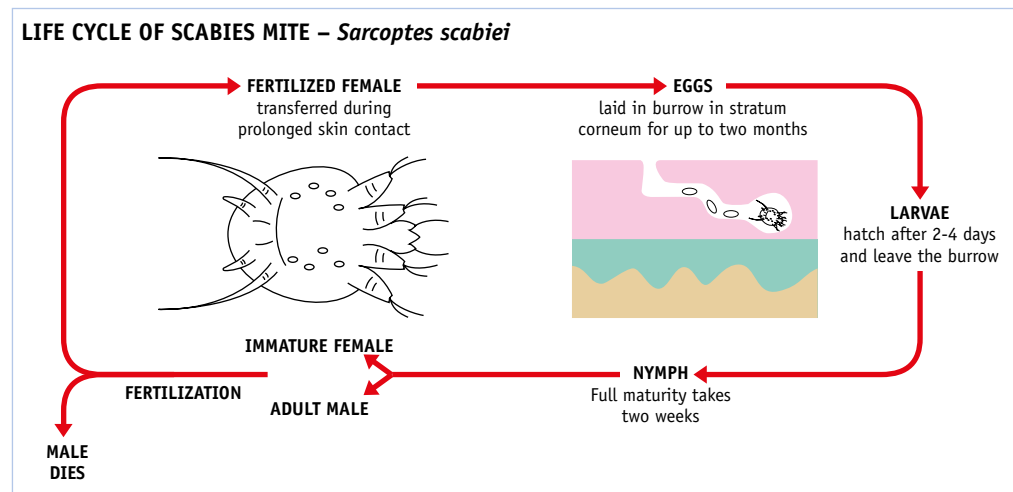 LIFE CYCLE OF SCABIES MITE – Sarcoptes scabiei
FERTILIZED FEMALE
transferred during
prolonged skin contact
EGGS
laid in burrow in stratum
corneum for up to two months
LARVAE
hatch after 2-4 days
and leave the burrow
NYMPH
Full maturity takes
two weeks
IMMATURE FEMALE
ADULT MALE
FERTILIZATION
MALE
DIES